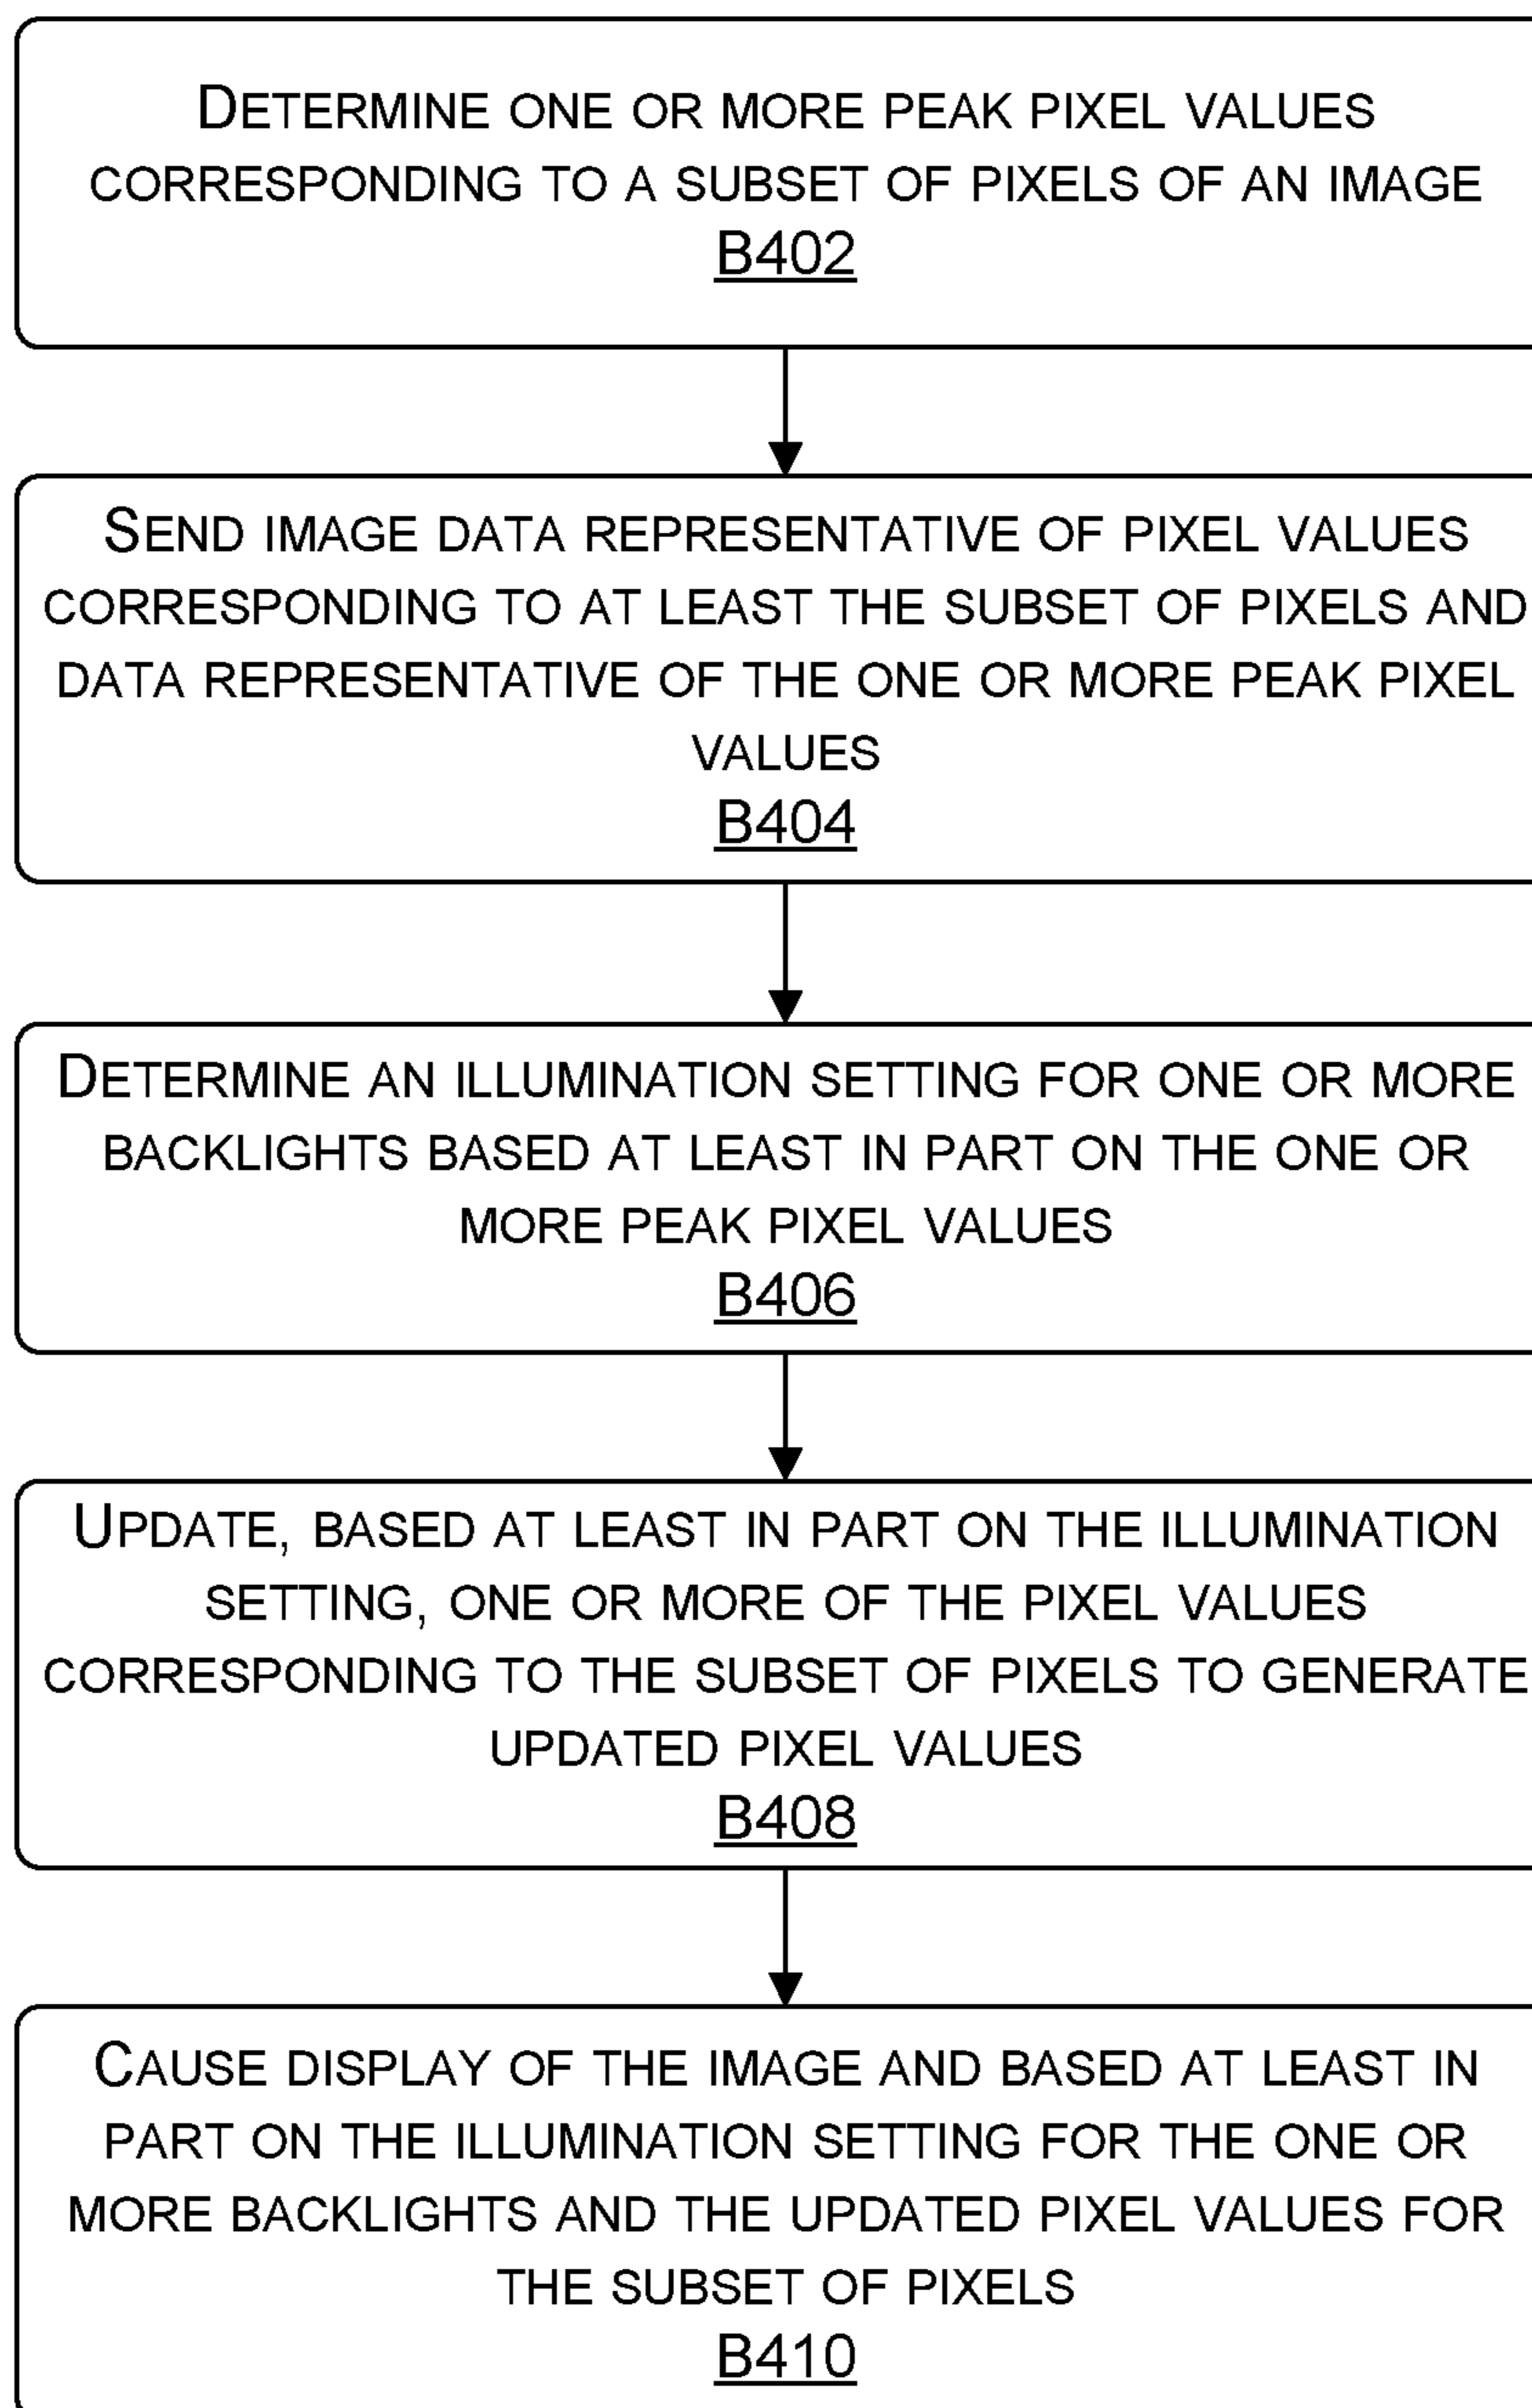 Determine one or more peak pixel values
corresponding to a subset of pixels of an image
B402
Send image data representative of pixel values
corresponding to at least the subset of pixels and
data representative of the one or more peak pixel
values
B404
Determine an illumination setting for one or more
backlights based at least in part on the one or
more peak pixel values
B406
Update, based at least in part on the illumination
setting, one or more of the pixel values
corresponding to the subset of pixels to generate
updated pixel values
B408
Cause display of the image and based at least in
part on the illumination setting for the one or
more backlights and the updated pixel values for
the subset of pixels
B410